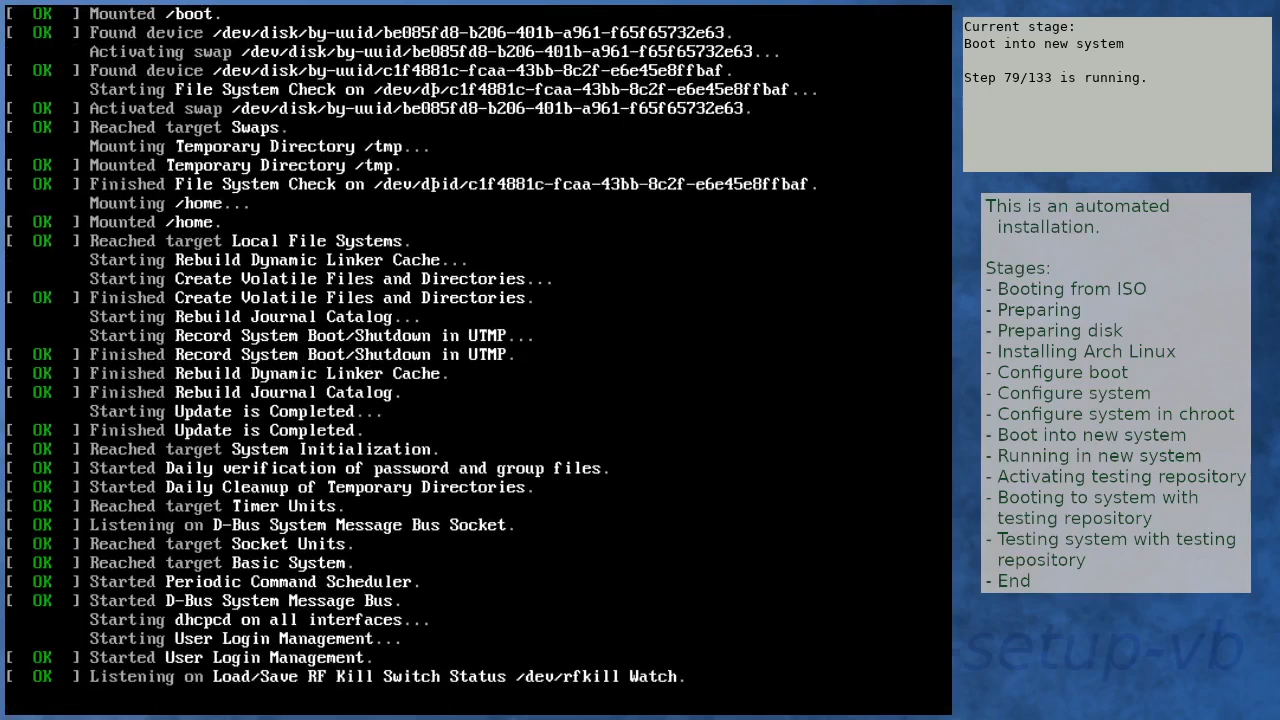 [  OK  ] Mounted /boot.
[  OK  ] Found device /dev/disk/by-uuid/be085fd8-b206-401b-a961-f65f65732e63.
Activating swap /dev/disk/by-uuid/be085fd8-b206-401b-a961-f65f65732e63...
[  OK  ] Found device /dev/disk/by-uuid/c1f4881c-fcaa-43bb-8c2f-e6e45e8ffbaf.
Starting File System Check on /dev/dþ/c1f4881c-fcaa-43bb-8c2f-e6e45e8ffbaf...
[  OK  ] Activated swap /dev/disk/by-uuid/be085fd8-b206-401b-a961-f65f65732e63.
[  OK  ] Reached target Swaps.
Mounting Temporary Directory /tmp...
[  OK  ] Mounted Temporary Directory /tmp.
[  OK  ] Finished File System Check on /dev/dþid/c1f4881c-fcaa-43bb-8c2f-e6e45e8ffbaf.
Mounting /home...
[  OK  ] Mounted /home.
[  OK  ] Reached target Local File Systems.
Starting Rebuild Dynamic Linker Cache...
Starting Create Volatile Files and Directories...
[  OK  ] Finished Create Volatile Files and Directories.
Starting Rebuild Journal Catalog...
Starting Record System Boot/Shutdown in UTMP...
[  OK  ] Finished Record System Boot/Shutdown in UTMP.
[  OK  ] Finished Rebuild Dynamic Linker Cache.
[  OK  ] Finished Rebuild Journal Catalog.
Starting Update is Completed...
[  OK  ] Finished Update is Completed.
[  OK  ] Reached target System Initialization.
[  OK  ] Started Daily verification of password and group files.
[  OK  ] Started Daily Cleanup of Temporary Directories.
[  OK  ] Reached target Timer Units.
[  OK  ] Listening on D-Bus System Message Bus Socket.
[  OK  ] Reached target Socket Units.
[  OK  ] Reached target Basic System.
[  OK  ] Started Periodic Command Scheduler.
[  OK  ] Started D-Bus System Message Bus.
Starting dhcpcd on all interfaces...
Starting User Login Management...
[  OK  ] Started User Login Management.
[  OK  ] Listening on Load/Save RF Kill Switch Status /dev/rfkill Watch.
Current stage:
Boot into new system
Step 79/133 is running.
This is an automated
installation.
Stages:
- Booting from ISO
- Preparing
- Preparing disk
- Installing Arch Linux
- Configure boot
- Configure system
- Configure system in chroot
- Boot into new system
- Running in new system
- Activating testing repository
- Booting to system with
testing repository
- Testing system with testing
repository
- End
-setup-vb